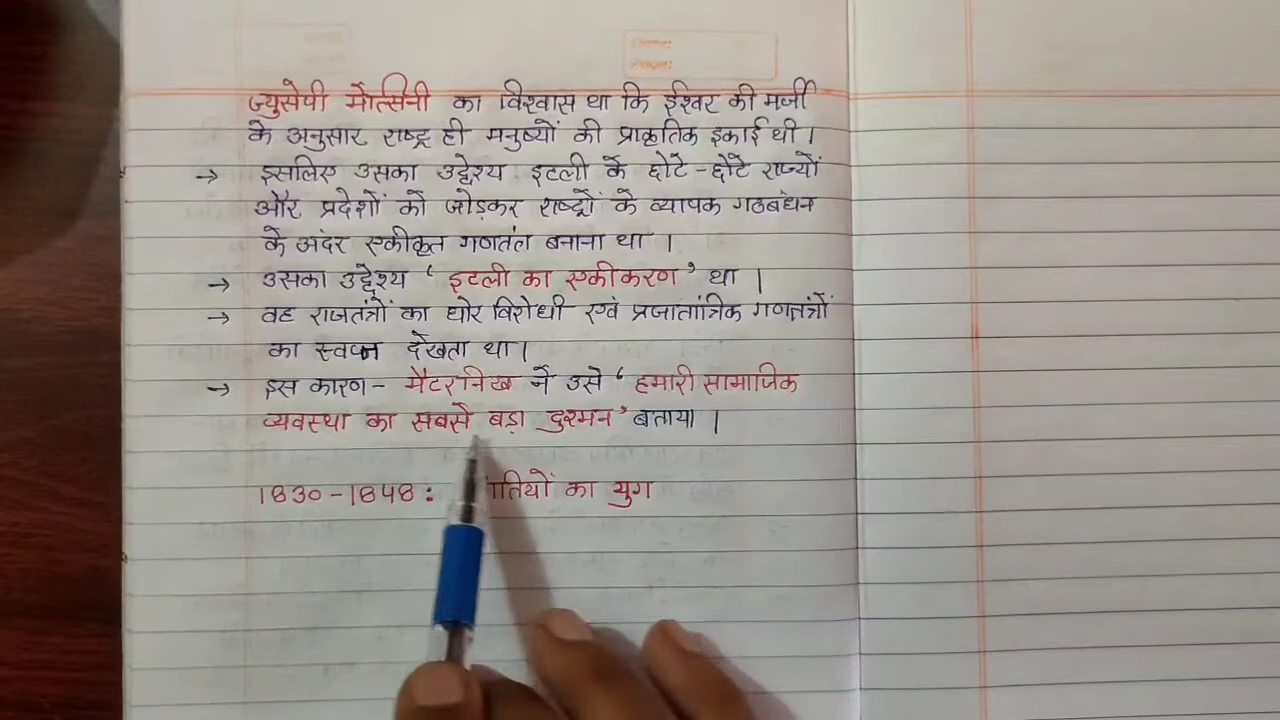 ज्युसेपी मेत्सिनी का विश्वास था कि ईश्वर की मर्जी
के अनुसार राष्ट्र ही मनुष्यों की प्राकृतिक इकाई थी।
→ इसलिए उसका उद्देश्य इटली के छोटे-छोटे राज्यों
और प्रदेशों को जोड़कर राष्ट्रों के व्यापक गठबंधन
के अंदर एकीकृत गणतंत्र बनाना था।
→ उसका उद्देश्य ‘इटली का एकीकरण’ था।
→ वह राजतंत्रों का घोर विरोधी एवं प्रजातांत्रिक गणतंत्रों
का स्वप्न देखता था।
→ इस कारण- मैटरनिख ने उसे ‘हमारी सामाजिक
व्यवस्था का सबसे बड़ा दुश्मन’ बताया।
1830-1848: का युग